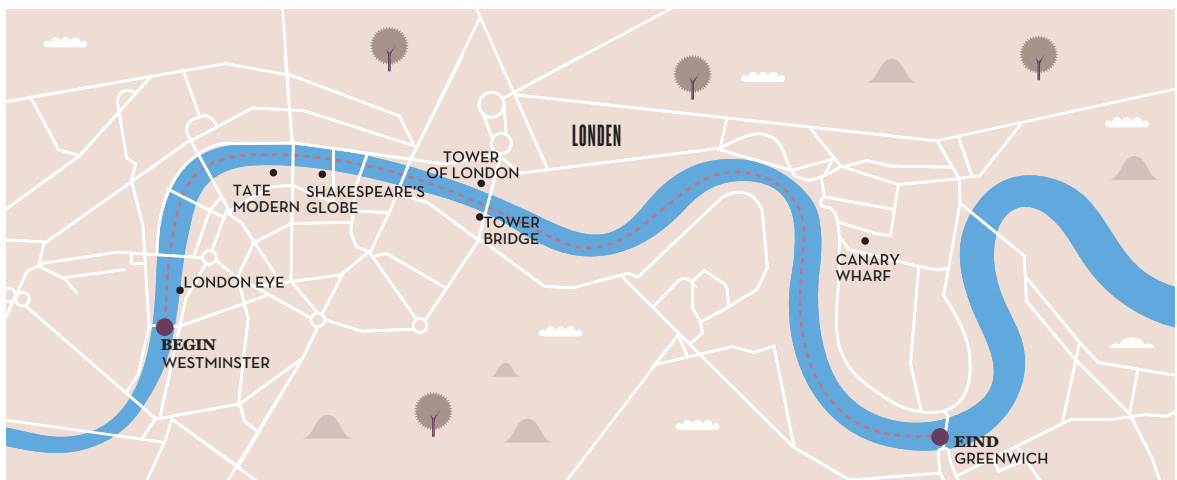 LONDEN
TOWER
OF LONDON
TATE
MODERN
SHAKESPEARE'S
GLOBE
TOWER
BRIDGE
CANARY
WHARF
LONDON EYE
BEGIN
WESTMINSTER
EIND
GREENWICH